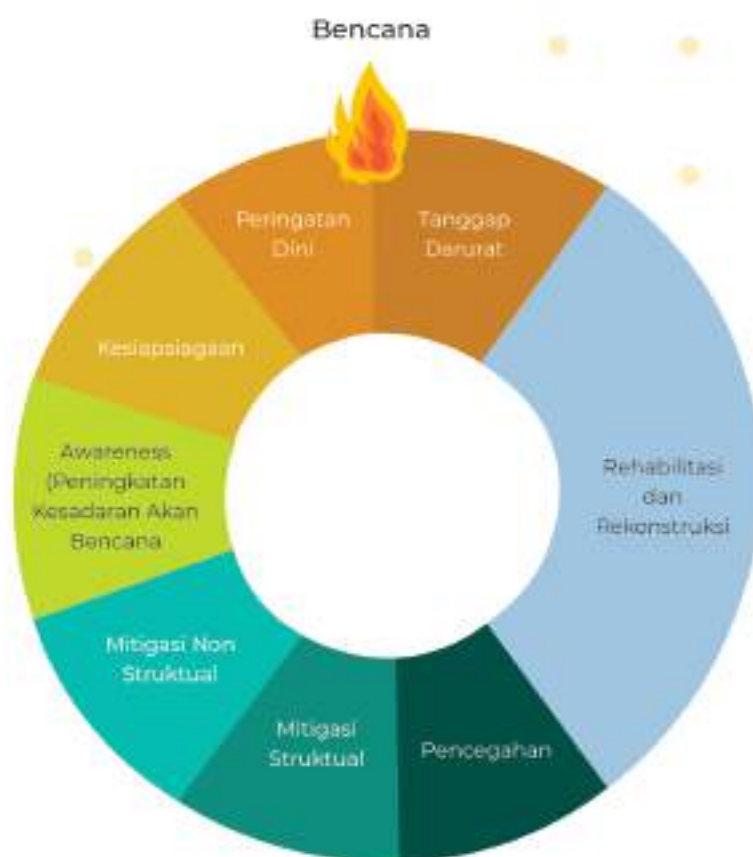 Bencana
Peringatan
Dini
Tanggap
Darurat
Kesiapsiagaan
Awareness
(Peningkatan
Kesadaran Akan
Bencana
Rehabilitasi
dan
Rekonstruksi
Mitigasi Non
Struktual
Mitigasi
Struktual
Pencegahan